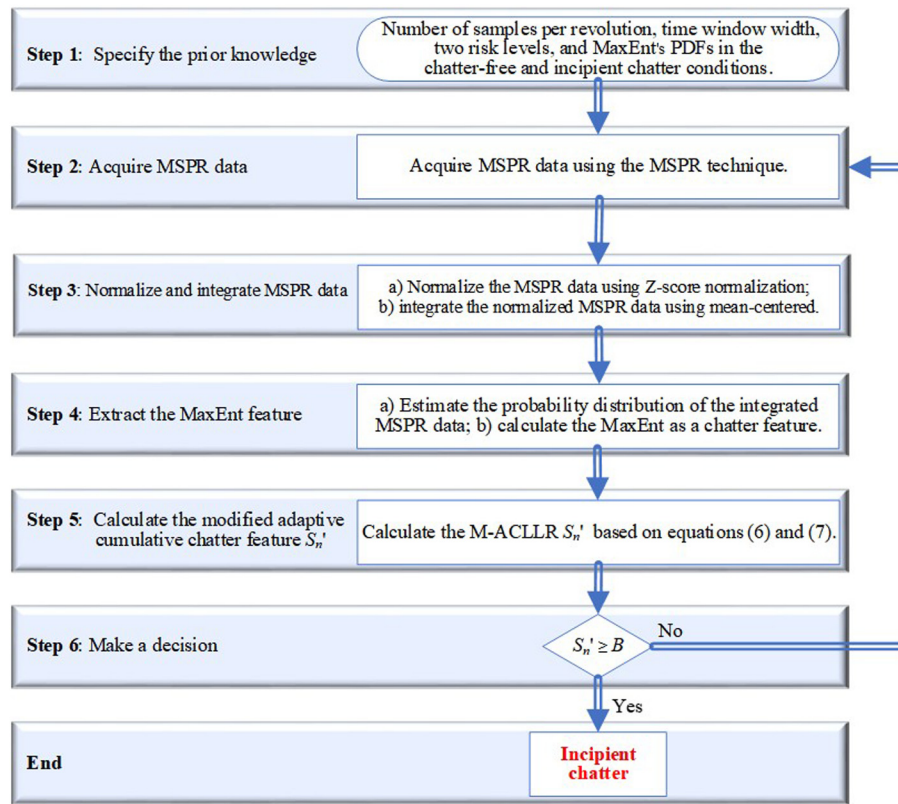 Number of samples per revolution, time window width,
two risk levels, and MaxEnt's PDFs in the
chatter-free and incipient chatter conditions.
Step 1: Specify the prior knowledge
Step 2: Acquire MSPR data
Acquire MSPR data using the MSPR technique.
Step 3: Normalize and integrate MSPR data
a) Normalize the MSPR data using Z-score normalization;
b) integrate the normalized MSPR data using mean-centered.
Step 4: Extract the MaxEnt feature
a) Estimate the probability distribution of the integrated
MSPR data; b) calculate the MaxEnt as a chatter feature.
Step 5: Calculate the modified adaptive
cumulative chatter feature Sn'
Calculate the M-ACLLR Sn' based on equations (6) and (7).
Step 6: Make a decision
Sn' ≥ B
No
Yes
End
Incipient
chatter